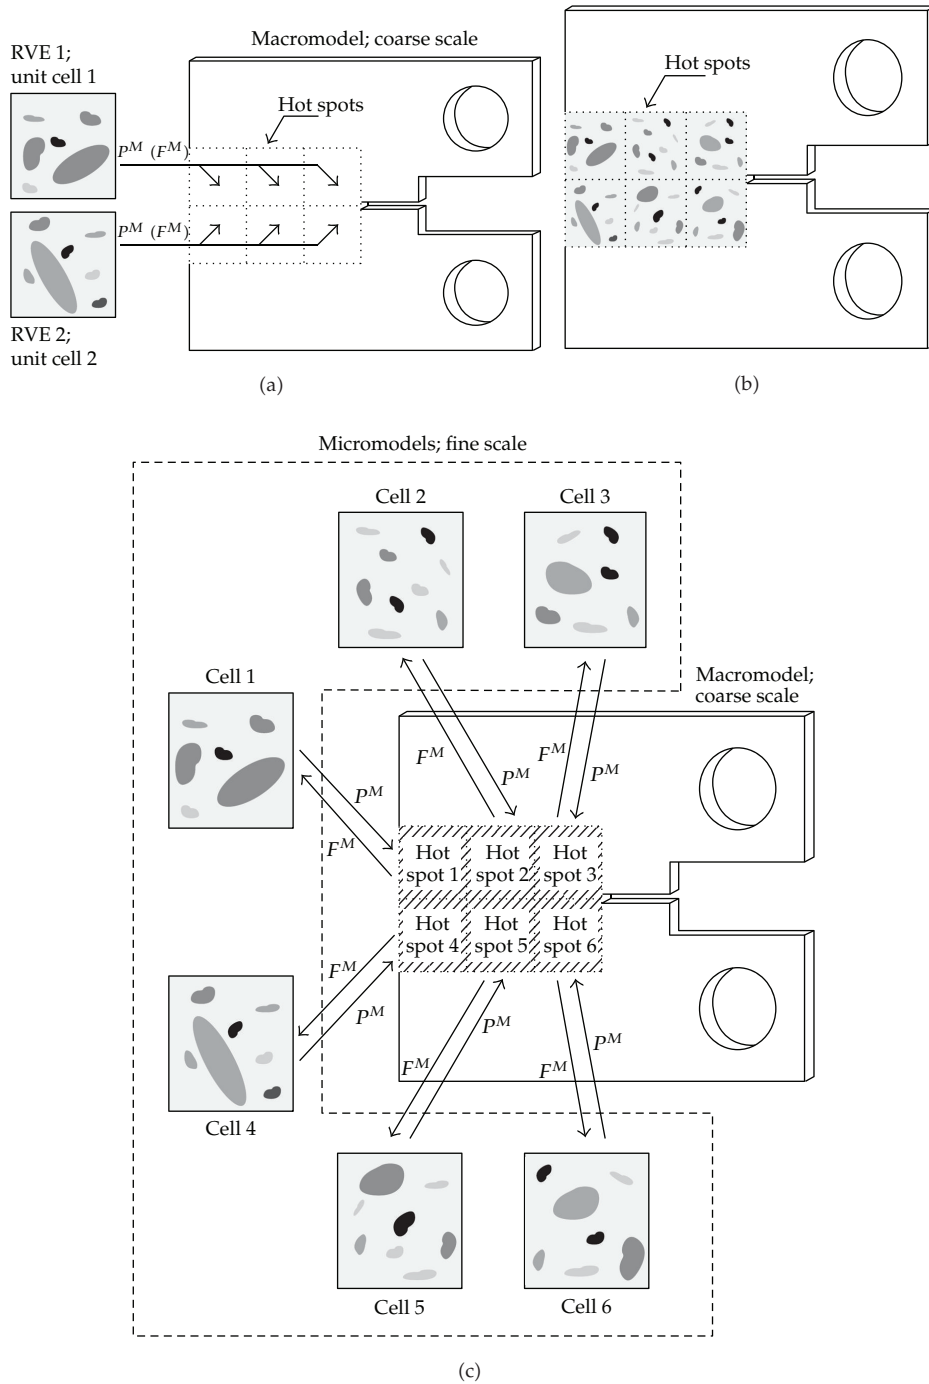 RVE 1;
unit cell 1
Macromodel; coarse scale
Hot spots
P^M (F^M)
P^M (F^M)
RVE 2;
unit cell 2
(a)
Hot spots
(b)
Micromodels; fine scale
Cell 2
Cell 3
Cell 1
Macromodel;
coarse scale
F^M
P^M
F^M
P^M
P^M
F^M
Hot
spot 1
Hot
spot 2
Hot
spot 3
Hot
spot 4
Hot
spot 5
Hot
spot 6
F^M
P^M
F^M
P^M
F^M
P^M
Cell 4
Cell 5
Cell 6
(c)